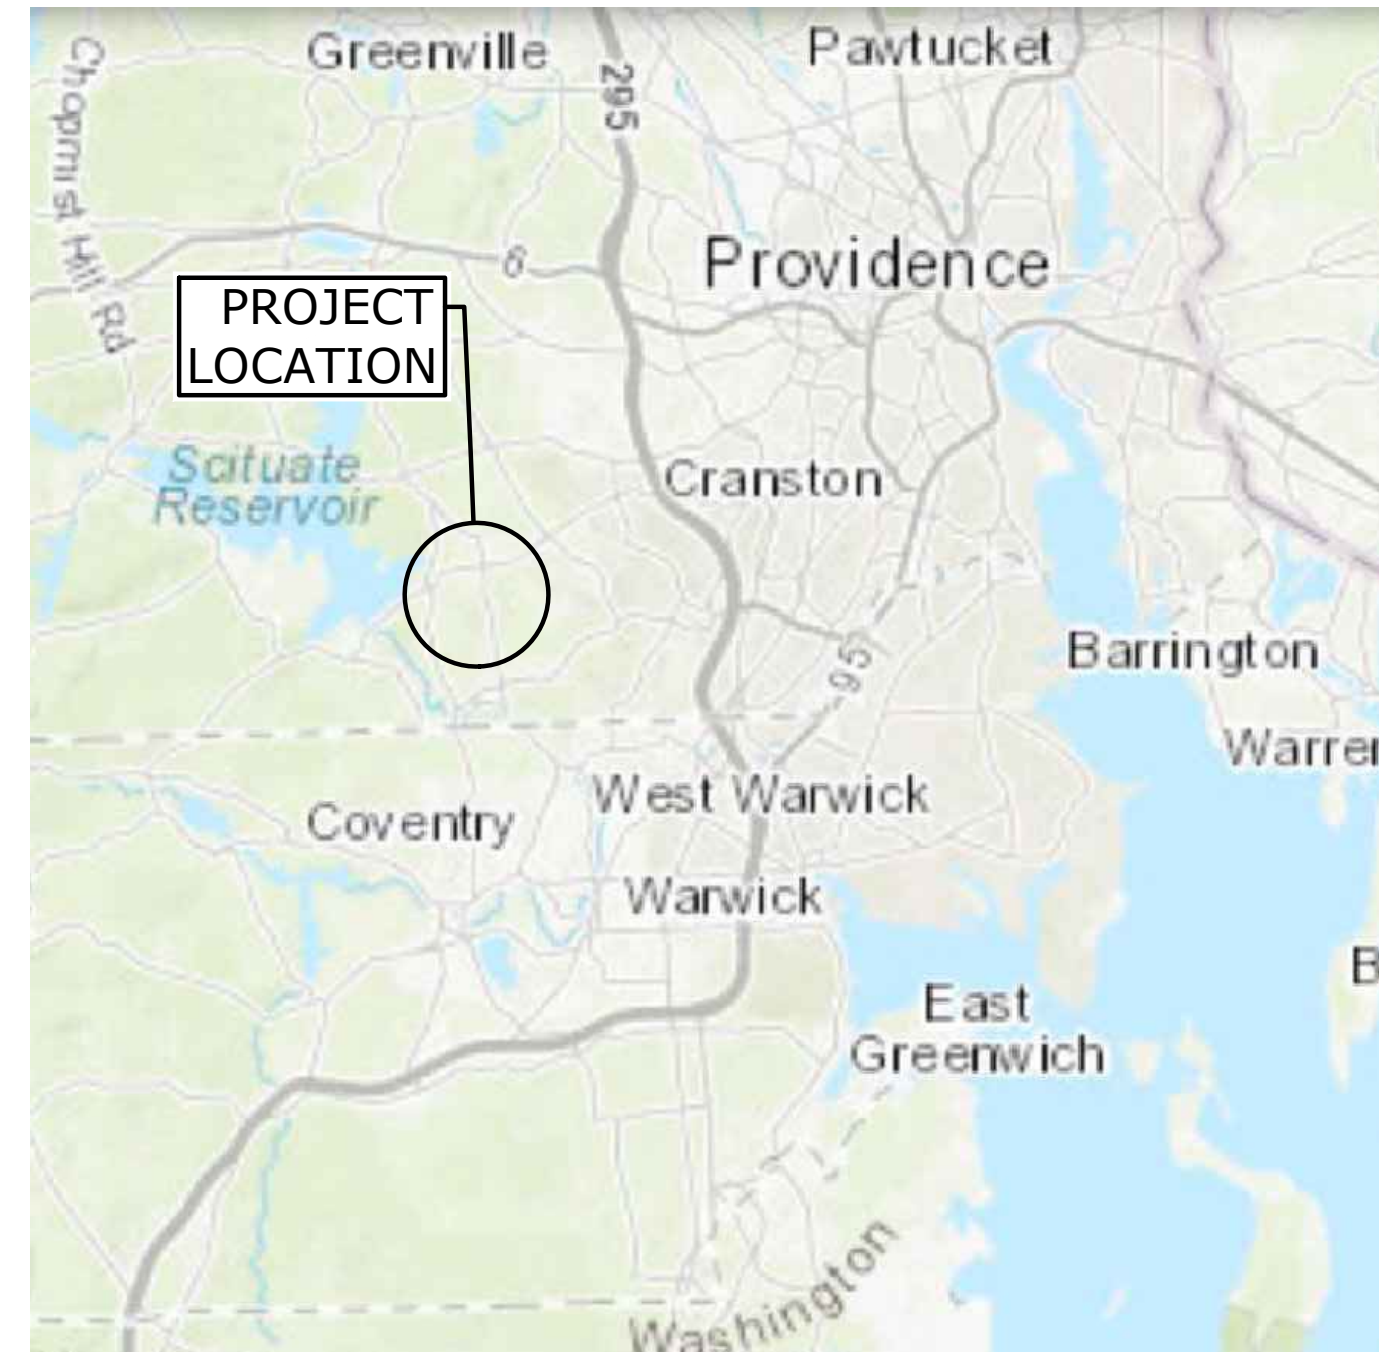 Greenville
Pawtucket
295
Chopmist Hill Rd
6
Providence
PROJECT
LOCATION
Scituate
Reservoir
Cranston
95
Barrington
Warren
West Warwick
Coventry
Warwick
B
East
Greenwich
Washington